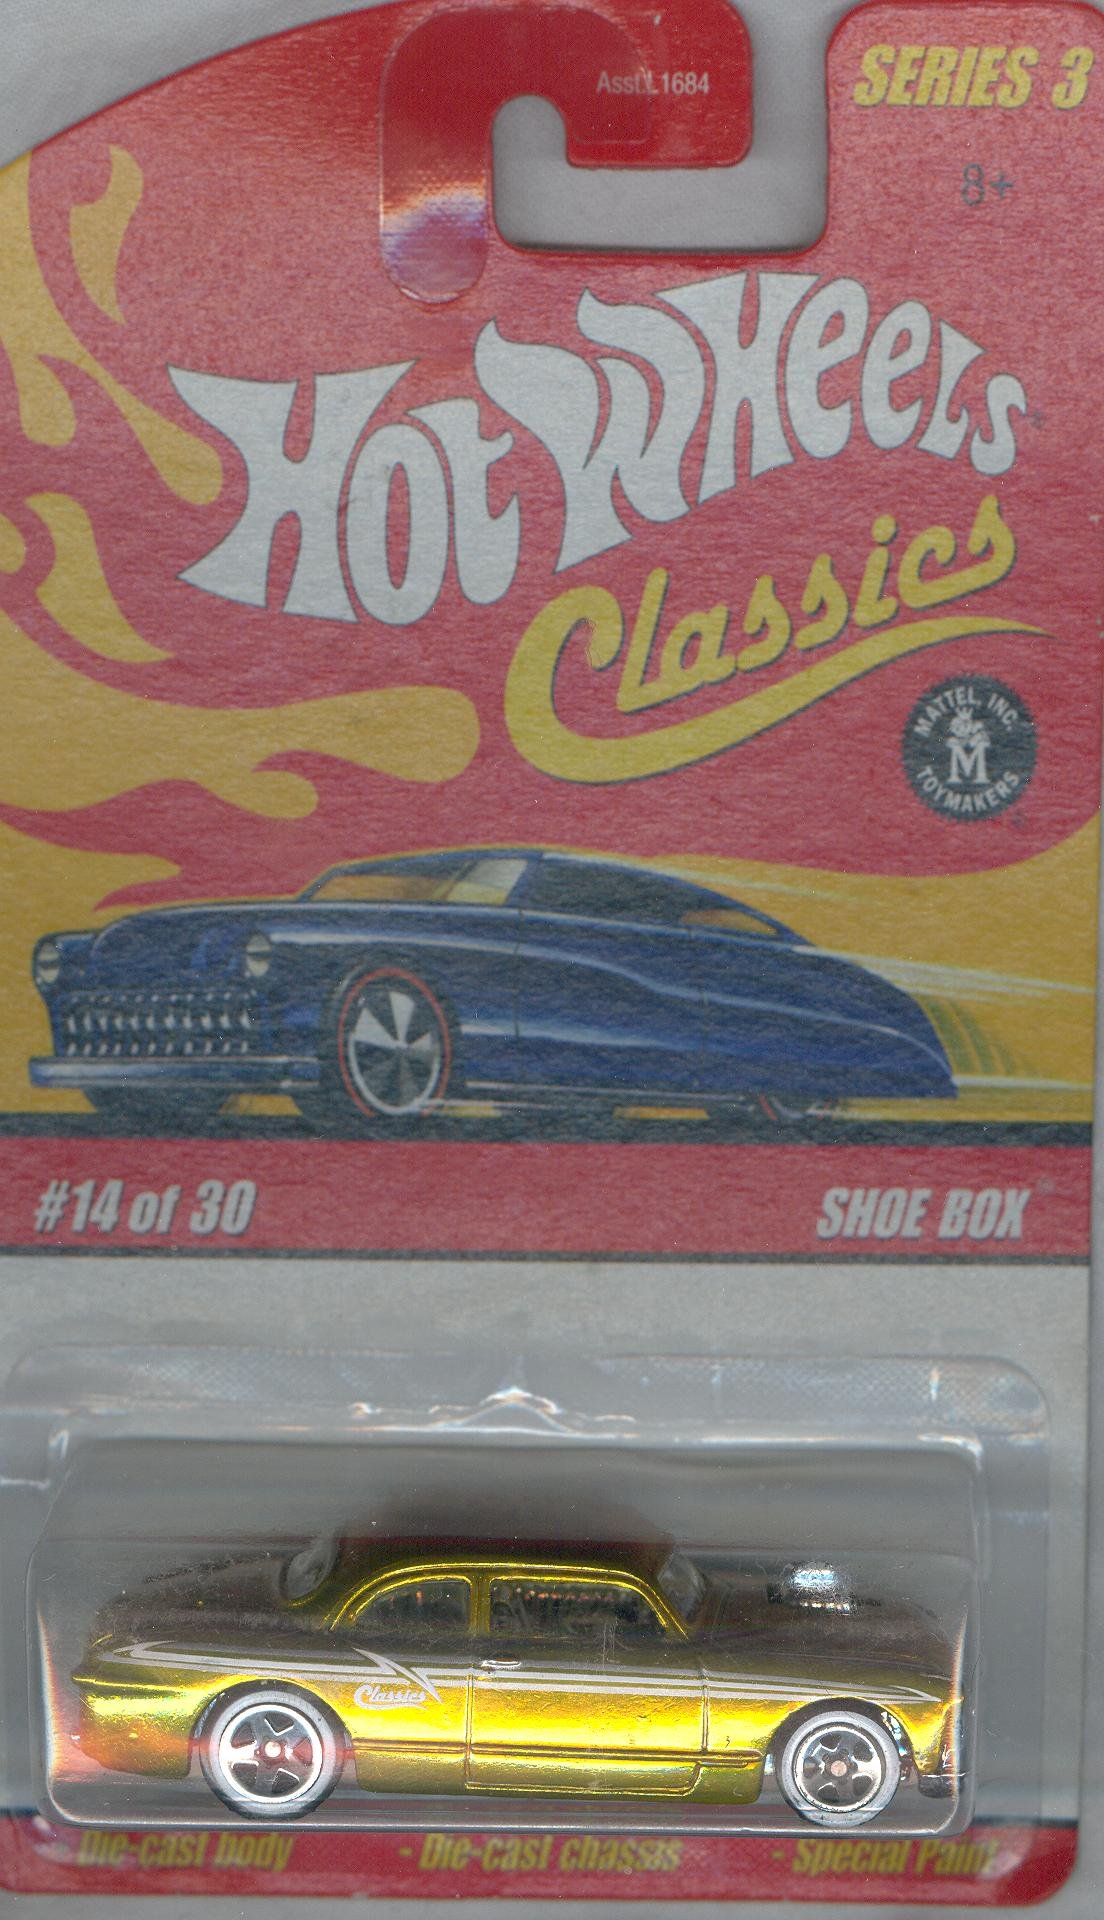 Asst. L1684
SERIES 3
8+
Hot Wheels
Classics
MATTEL, INC.
M
TOYMAKERS
#14 of 30
SHOE BOX
Classics
- Die-cast body - Die-cast chassis - Special Paint